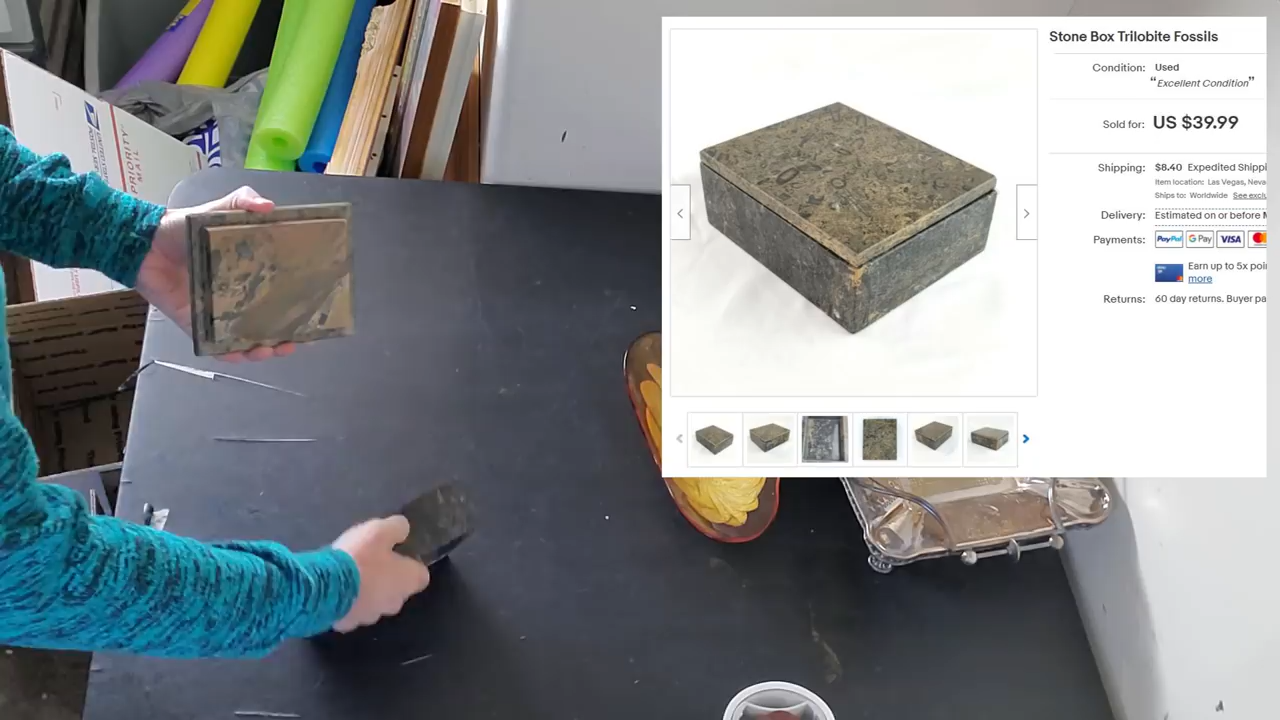 Stone Box Trilobite Fossils
Condition: Used
“Excellent Condition”
Sold for: US $39.99
Shipping: $8.40 Expedited Shippi
Item location: Las Vegas, Neva
Ships to: Worldwide See exclu
Delivery: Estimated on or before M
Payments: PayPal G Pay VISA
Earn up to 5x poi
more
Returns: 60 day returns. Buyer pa
PRIORITY
MAIL